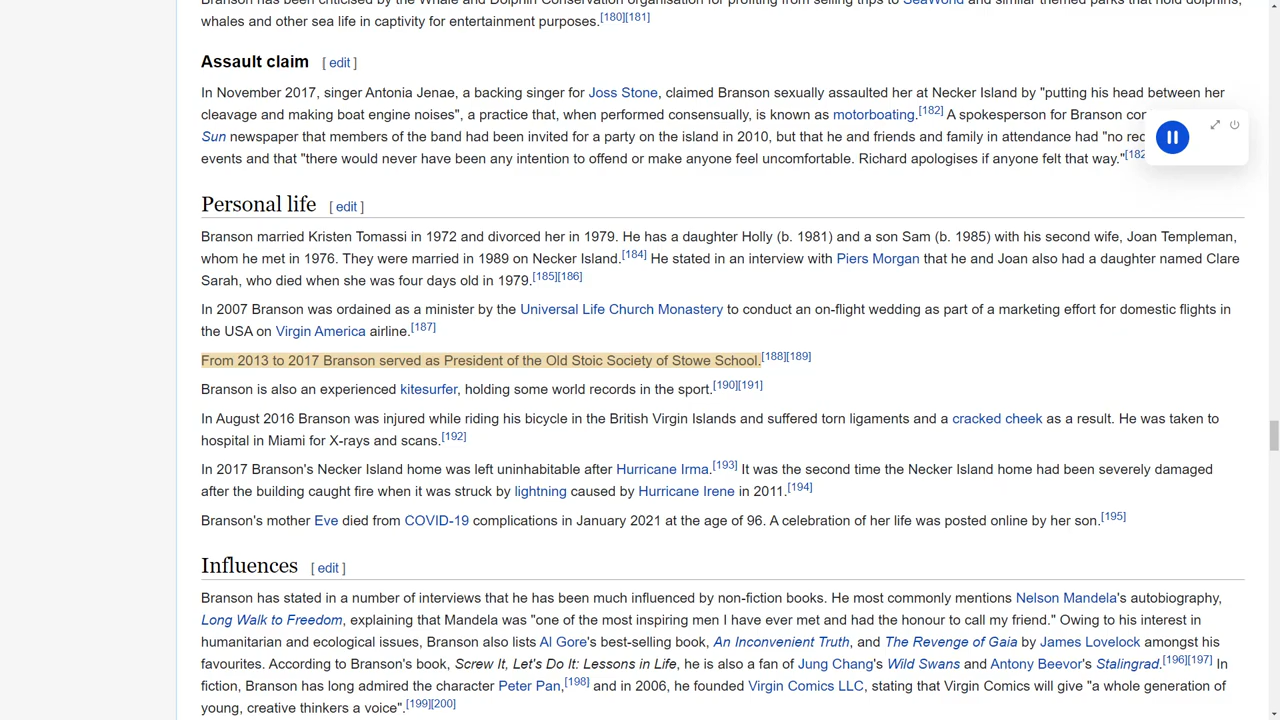 Branson has been criticised by the Whale and Dolphin Conservation organisation for profiting from selling trips to SeaWorld and similar themed parks that hold dolphins,
whales and other sea life in captivity for entertainment purposes.[180][181]
Assault claim [ edit ]
In November 2017, singer Antonia Jenae, a backing singer for Joss Stone, claimed Branson sexually assaulted her at Necker Island by "putting his head between her
cleavage and making boat engine noises", a practice that, when performed consensually, is known as motorboating.[182] A spokesperson for Branson
Sun newspaper that members of the band had been invited for a party on the island in 2010, but that he and friends and family in attendance had "no
events and that "there would never have been any intention to offend or make anyone feel uncomfortable. Richard apologises if anyone felt that way."[182
Personal life [ edit ]
Branson married Kristen Tomassi in 1972 and divorced her in 1979. He has a daughter Holly (b. 1981) and a son Sam (b. 1985) with his second wife, Joan Templeman,
whom he met in 1976. They were married in 1989 on Necker Island.[184] He stated in an interview with Piers Morgan that he and Joan also had a daughter named Clare
Sarah, who died when she was four days old in 1979.[185][186]
In 2007 Branson was ordained as a minister by the Universal Life Church Monastery to conduct an on-flight wedding as part of a marketing effort for domestic flights in
the USA on Virgin America airline.[187]
From 2013 to 2017 Branson served as President of the Old Stoic Society of Stowe School.[188][189]
Branson is also an experienced kitesurfer, holding some world records in the sport.[190][191]
In August 2016 Branson was injured while riding his bicycle in the British Virgin Islands and suffered torn ligaments and a cracked cheek as a result. He was taken to
hospital in Miami for X-rays and scans.[192]
In 2017 Branson's Necker Island home was left uninhabitable after Hurricane Irma.[193] It was the second time the Necker Island home had been severely damaged
after the building caught fire when it was struck by lightning caused by Hurricane Irene in 2011.[194]
Branson's mother Eve died from COVID-19 complications in January 2021 at the age of 96. A celebration of her life was posted online by her son.[195]
Influences [ edit ]
Branson has stated in a number of interviews that he has been much influenced by non-fiction books. He most commonly mentions Nelson Mandela's autobiography,
Long Walk to Freedom, explaining that Mandela was "one of the most inspiring men I have ever met and had the honour to call my friend." Owing to his interest in
humanitarian and ecological issues, Branson also lists Al Gore's best-selling book, An Inconvenient Truth, and The Revenge of Gaia by James Lovelock amongst his
favourites. According to Branson's book, Screw It, Let's Do It: Lessons in Life, he is also a fan of Jung Chang's Wild Swans and Antony Beevor's Stalingrad.[196][197] In
fiction, Branson has long admired the character Peter Pan,[198] and in 2006, he founded Virgin Comics LLC, stating that Virgin Comics will give "a whole generation of
young, creative thinkers a voice".[199][200]